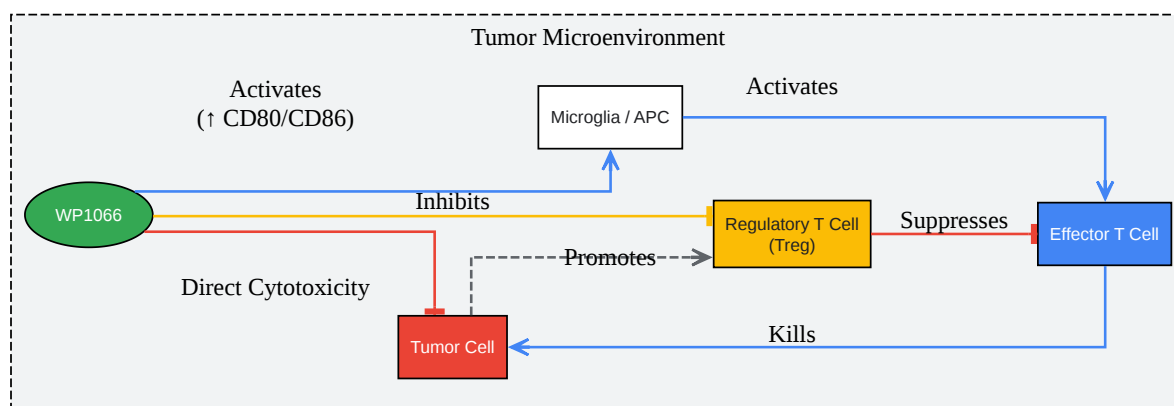 Tumor Microenvironment
Activates
(↑ CD80/CD86)
Activates
Microglia / APC
WP1066
Inhibits
Regulatory T Cell
(Treg)
Suppresses
Effector T Cell
Promotes
Direct Cytotoxicity
Tumor Cell
Kills